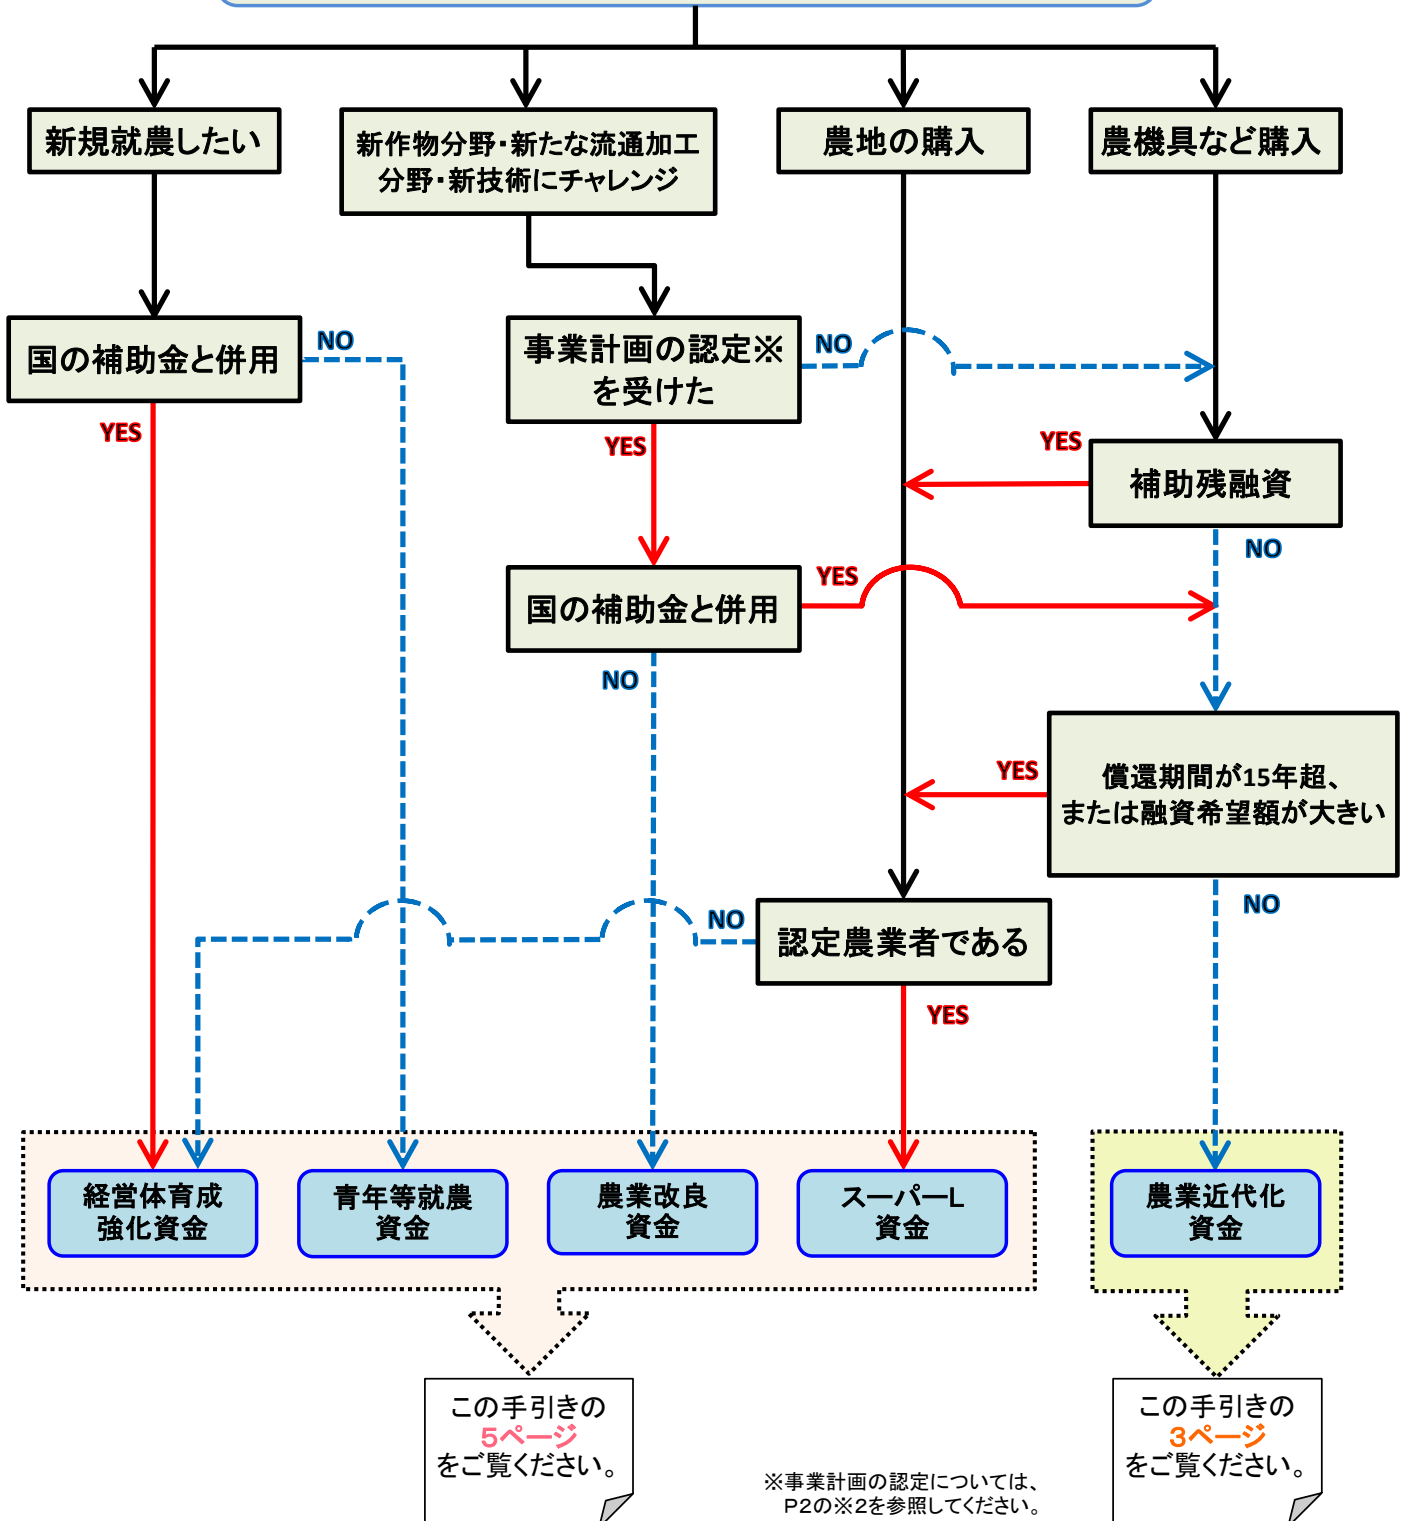 新規就農したい
新作物分野・新たな流通加工
分野・新技術にチャレンジ
農地の購入
農機具など購入
国の補助金と併用
NO
YES
事業計画の認定※
を受けた
NO
YES
YES
補助残融資
NO
国の補助金と併用
YES
NO
YES
償還期間が15年超、
または融資希望額が大きい
NO
NO
認定農業者である
YES
経営体育成
強化資金
青年等就農
資金
農業改良
資金
スーパーL
資金
農業近代化
資金
この手引きの
5ページ
をご覧ください。
この手引きの
3ページ
をご覧ください。
※事業計画の認定については、
P2の※2を参照してください。